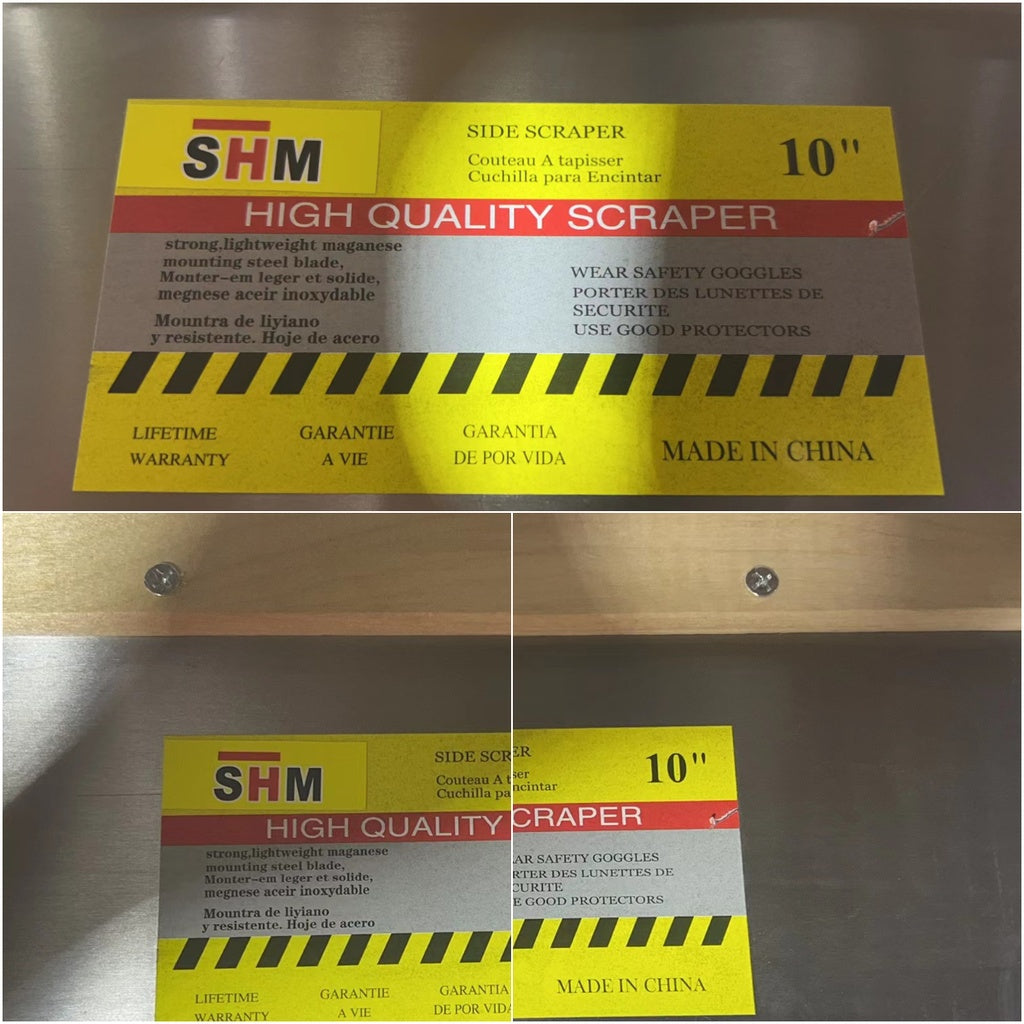 SHM
SIDE SCRAPER
Couteau A tapisser
Cuchilla para Encintar
10"
HIGH QUALITY SCRAPER
strong,lightweight maganese
mounting steel blade,
Monter-em leger et solide,
megnese aceir inoxydable
Mountra de liyiano
y resistente. Hoje de acero
WEAR SAFETY GOGGLES
PORTER DES LUNETTES DE
SECURITE
USE GOOD PROTECTORS
LIFETIME
WARRANTY
GARANTIE
A VIE
GARANTIA
DE POR VIDA
MADE IN CHINA
SHM
SIDE SCR
Couteau A t
Cuchilla pa
HIGH QUALITY
strong,lightweight maganese
mounting steel blade,
Monter-em leger et solide,
megnese aceir inoxydable
Mountra de liyiano
y resistente. Hoje de acero
LIFETIME
WARRANTY
GARANTIE
A VIE
GARANTIA
DE POR VIDA
ER
ser
ncintar
10"
CRAPER
AR SAFETY GOGGLES
RTER DES LUNETTES DE
CURITE
E GOOD PROTECTORS
MADE IN CHINA